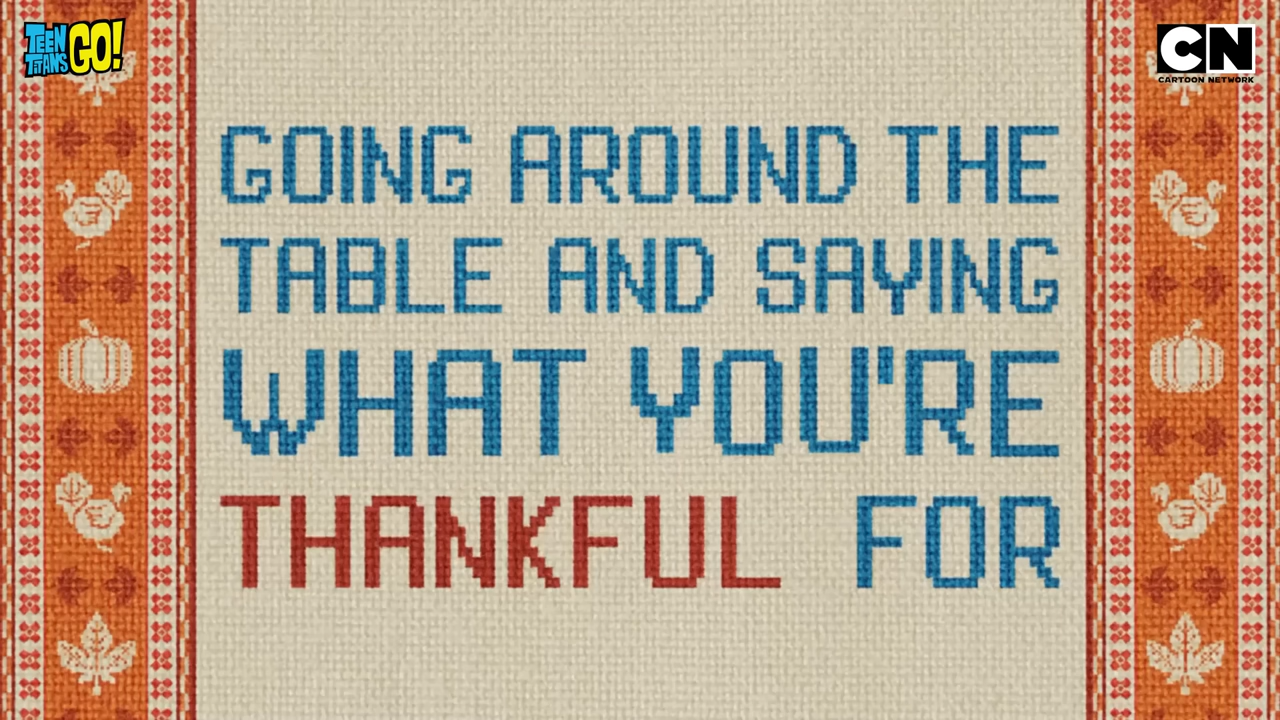 TEEN TITANS GO!
CN
CARTOON NETWORK
GOING AROUND THE
TABLE AND SAYING
WHAT YOU'RE
THANKFUL FOR